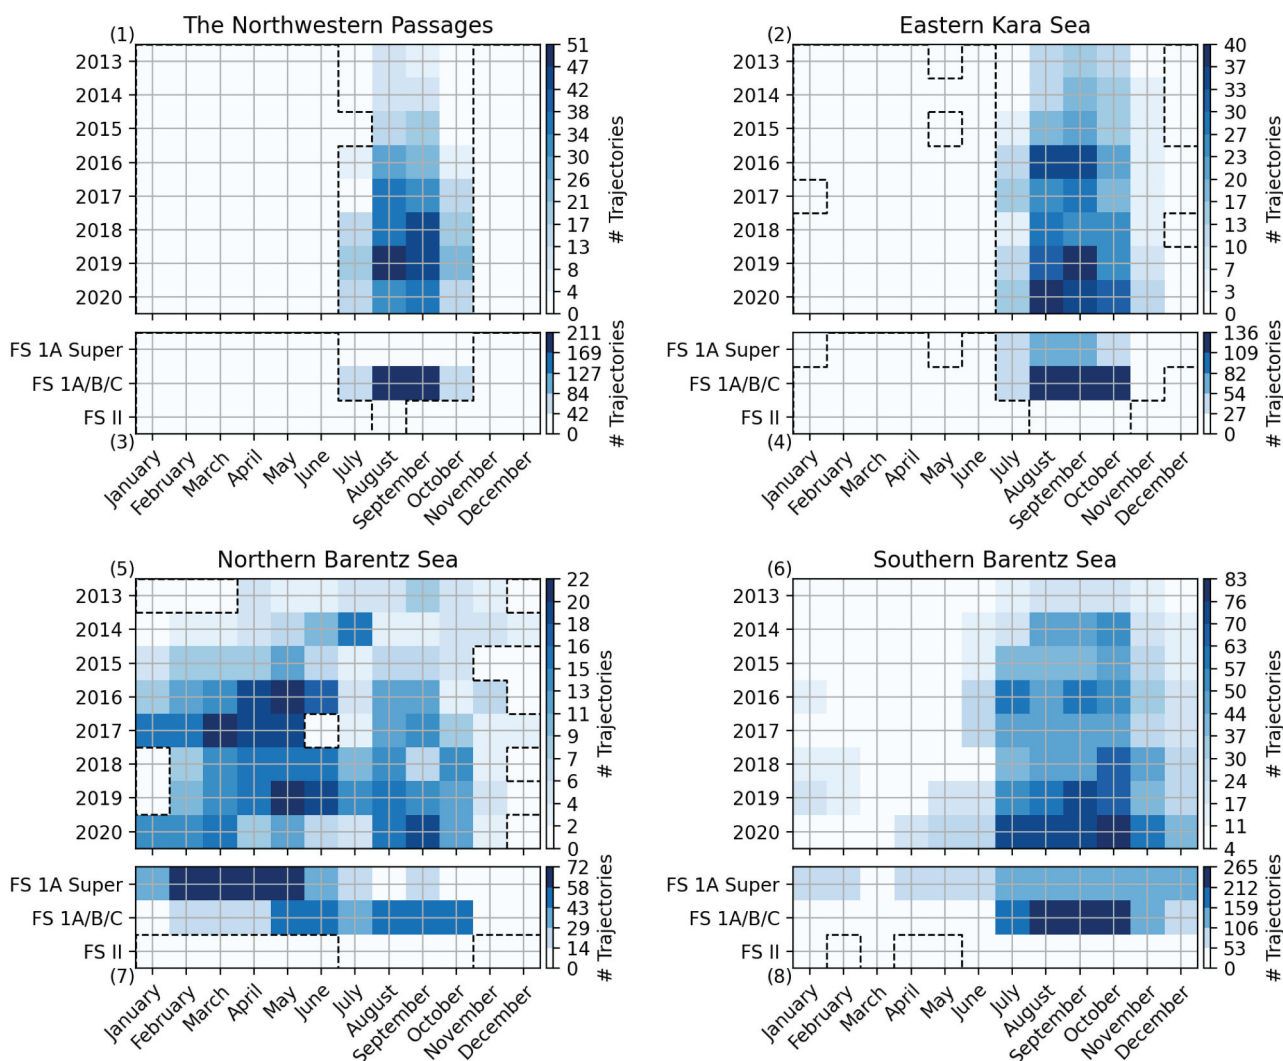 The Northwestern Passages
(1)
2013
2014
2015
2016
2017
2018
2019
2020
51
47
42
38
34
30
26
21
17
13
8
4
0
# Trajectories
FS 1A Super
FS 1A/B/C
FS II
(3)
211
169
127
84
42
0
# Trajectories
January
February
March
April
May
June
July
August
September
October
November
December
Eastern Kara Sea
(2)
2013
2014
2015
2016
2017
2018
2019
2020
40
37
33
30
27
23
20
17
13
10
7
3
0
# Trajectories
FS 1A Super
FS 1A/B/C
FS II
(4)
136
109
82
54
27
0
# Trajectories
January
February
March
April
May
June
July
August
September
October
November
December
Northern Barentz Sea
(5)
2013
2014
2015
2016
2017
2018
2019
2020
22
20
18
16
15
13
11
9
7
6
4
2
0
# Trajectories
FS 1A Super
FS 1A/B/C
FS II
(7)
72
58
43
29
14
0
# Trajectories
January
February
March
April
May
June
July
August
September
October
November
December
Southern Barentz Sea
(6)
2013
2014
2015
2016
2017
2018
2019
2020
83
76
70
63
57
50
44
37
30
24
17
11
4
# Trajectories
FS 1A Super
FS 1A/B/C
FS II
(8)
265
212
159
106
53
0
# Trajectories
January
February
March
April
May
June
July
August
September
October
November
December